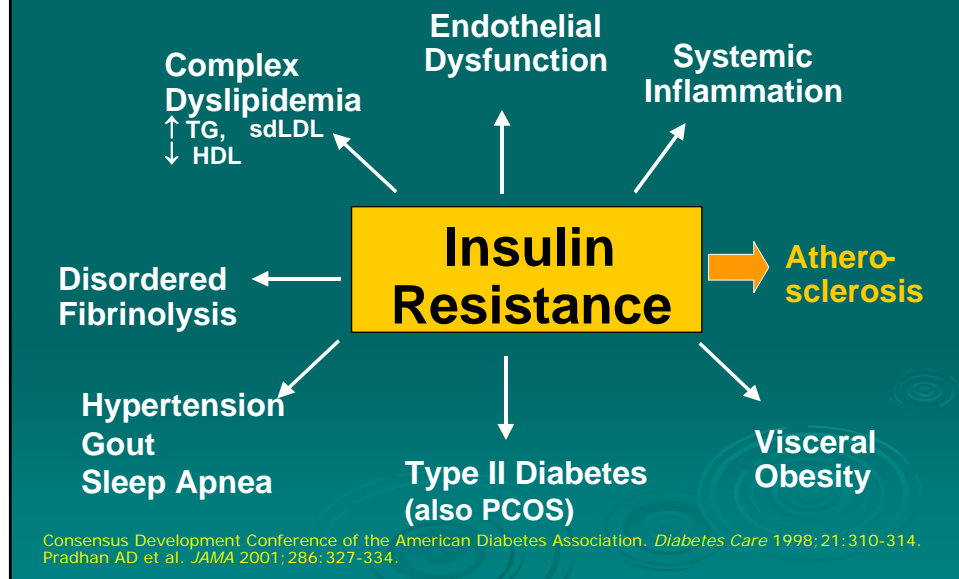 Endothelial
Dysfunction
Complex
Dyslipidemia
↑ TG, sdLDL
↓ HDL
Systemic
Inflammation
Insulin
Resistance
Athero-
sclerosis
Disordered
Fibrinolysis
Hypertension
Gout
Sleep Apnea
Type II Diabetes
(also PCOS)
Visceral
Obesity
Consensus Development Conference of the American Diabetes Association. Diabetes Care 1998;21:310-314.
Pradhan AD et al. JAMA 2001;286:327-334.